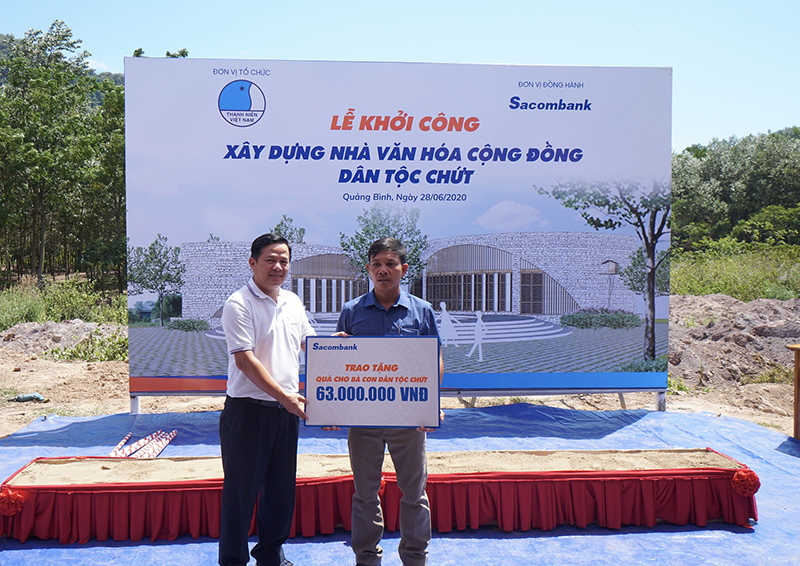 ĐƠN VỊ TỔ CHỨC
THANH NIÊN
VIỆT NAM
ĐƠN VỊ ĐỒNG HÀNH
Sacombank
LỄ KHỞI CÔNG
XÂY DỰNG NHÀ VĂN HÓA CỘNG ĐỒNG
DÂN TỘC CHỨT
Quảng Bình, Ngày 28/06/2020
Sacombank
TRAO TẶNG
QUÀ CHO BÀ CON DÂN TỘC CHỨT
63.000.000 VNĐ